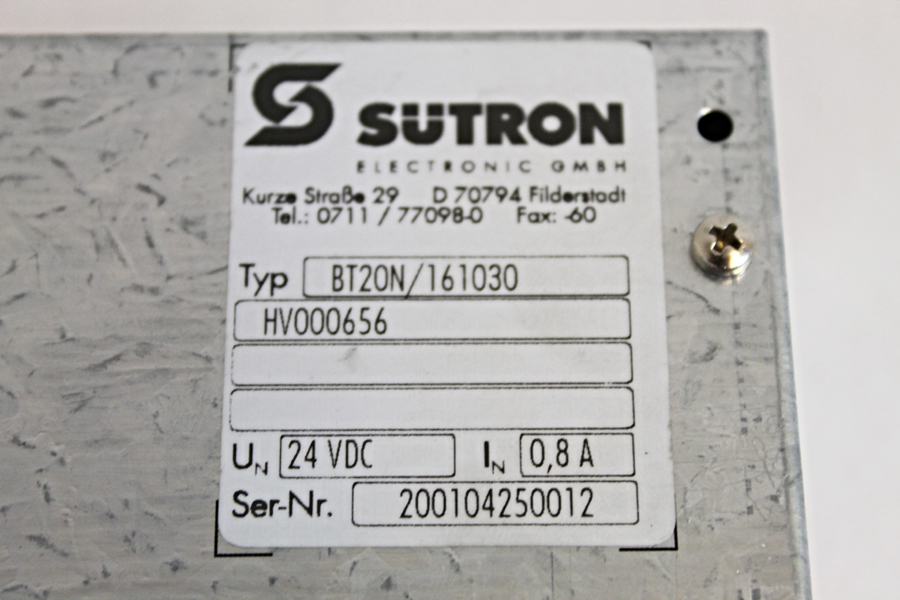 SÜTRON
ELECTRONIC GMBH
Kurze Straße 29 D 70794 Filderstadt
Tel.: 0711 / 77098-0 Fax: -60
Typ BT20N/161030
HV000656
UN 24 VDC IN 0,8 A
Ser-Nr. 200104250012